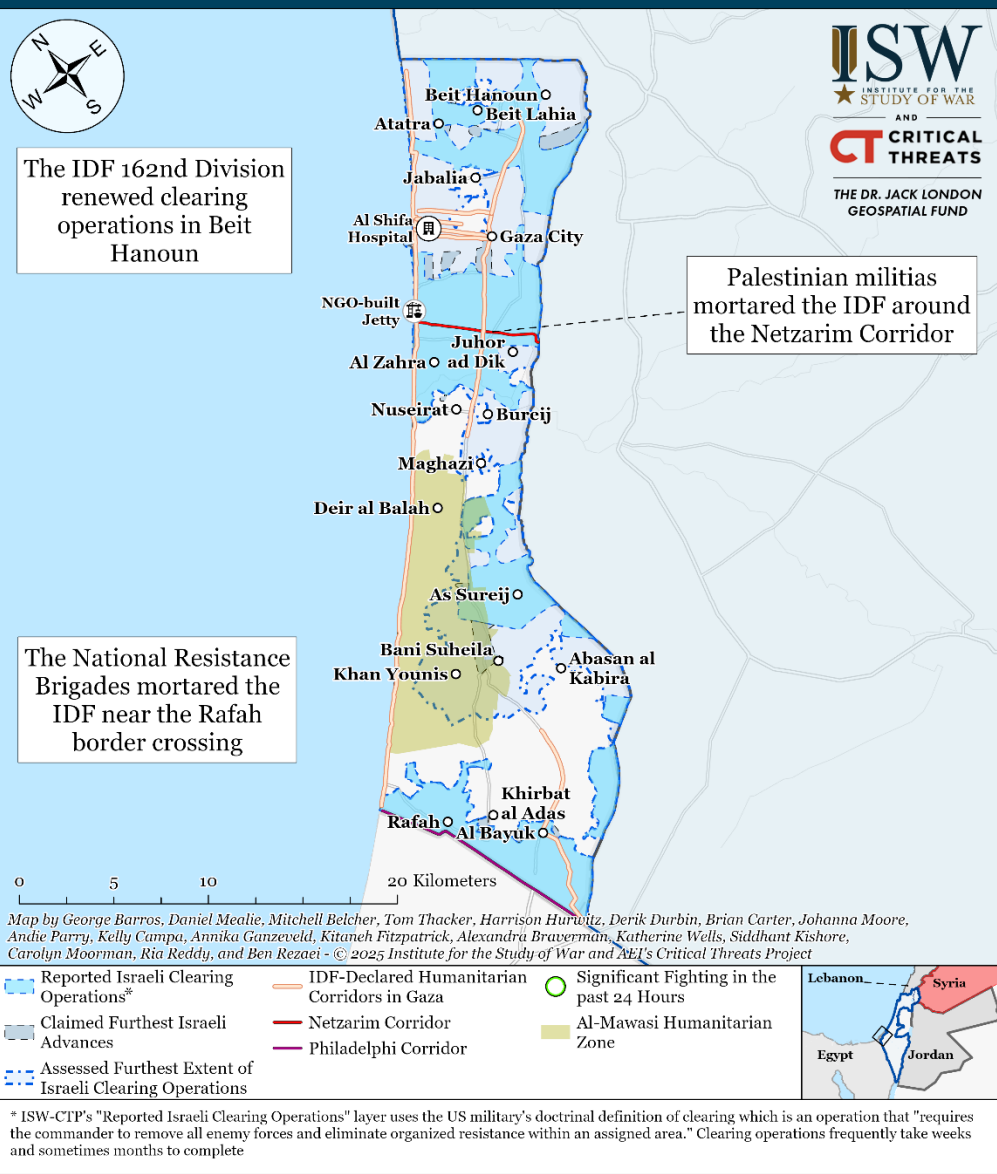 N
E
S
W
ISW
INSTITUTE FOR THE
STUDY OF WAR
AND
CT CRITICAL
THREATS
THE DR. JACK LONDON
GEOSPATIAL FUND
The IDF 162nd Division
renewed clearing
operations in Beit
Hanoun
Beit Hanoun
Beit Lahia
Atatra
Jabalia
Al Shifa
Hospital
Gaza City
Palestinian militias
mortared the IDF around
the Netzarim Corridor
NGO-built
Jetty
Juhor
ad Dik
Al Zahra
Nuseirat
Bureij
Maghazi
Deir al Balah
As Sureij
Bani Suheila
Abasan al
Kabira
Khan Younis
The National Resistance
Brigades mortared the
IDF near the Rafah
border crossing
Khirbat
al Adas
Rafah
Al Bayuk
0 5 10 20 Kilometers
Map by George Barros, Daniel Mealie, Mitchell Belcher, Tom Thacker, Harrison Hurwitz, Derik Durbin, Brian Carter, Johanna Moore,
Andie Parry, Kelly Campa, Annika Ganzeveld, Kitaneh Fitzpatrick, Alexandra Braverman, Katherine Wells, Siddhant Kishore,
Carolyn Moorman, Ria Reddy, and Ben Rezaei - © 2025 Institute for the Study of War and AEI's Critical Threats Project
Reported Israeli Clearing
Operations*
Claimed Furthest Israeli
Advances
Assessed Furthest Extent of
Israeli Clearing Operations
IDF-Declared Humanitarian
Corridors in Gaza
Netzarim Corridor
Philadelphi Corridor
Significant Fighting in the
past 24 Hours
Al-Mawasi Humanitarian
Zone
Lebanon
Syria
Egypt
Jordan
* ISW-CTP's "Reported Israeli Clearing Operations" layer uses the US military's doctrinal definition of clearing which is an operation that "requires
the commander to remove all enemy forces and eliminate organized resistance within an assigned area." Clearing operations frequently take weeks
and sometimes months to complete